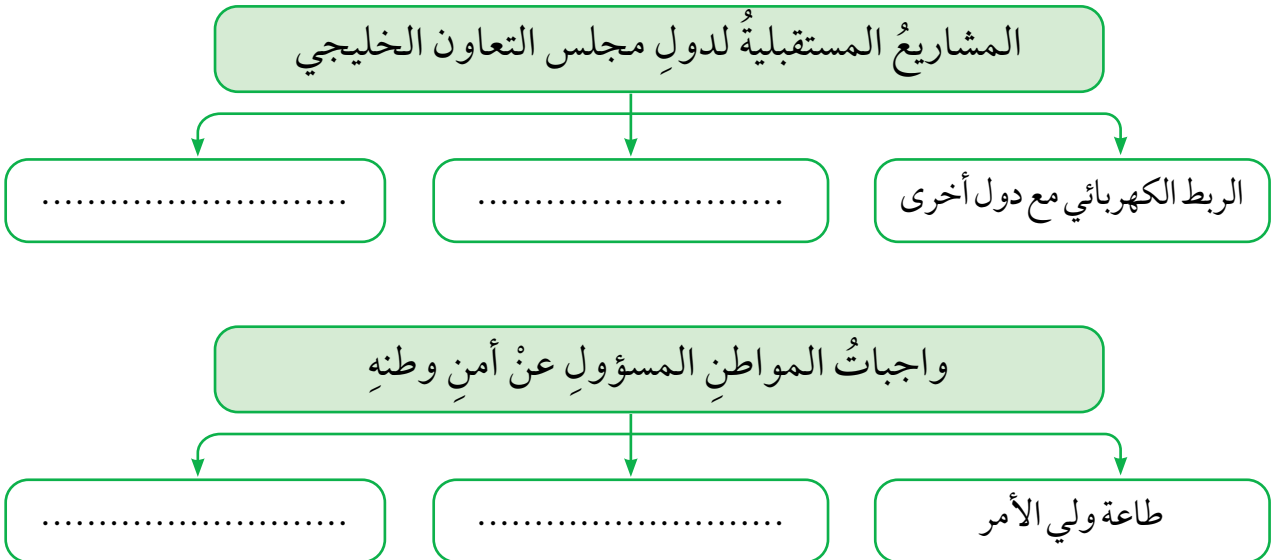 المشاريعُ المستقبليةُ لدولِ مجلس التعاون الخليجي
الربط الكهربائي مع دول أخرى
...........................
...........................
واجباتُ المواطنِ المسؤولِ عنْ أمنِ وطنهِ
طاعة ولي الأمر
...........................
...........................